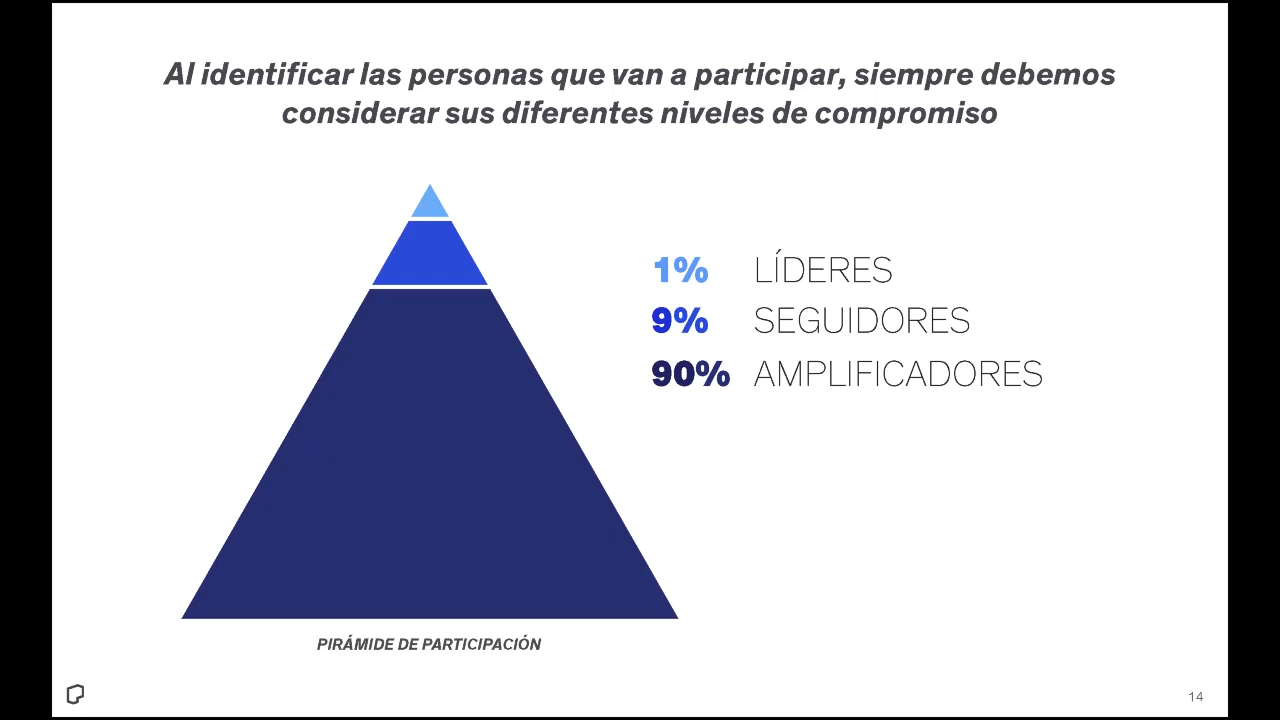 Al identificar las personas que van a participar, siempre debemos
considerar sus diferentes niveles de compromiso
1% LÍDERES
9% SEGUIDORES
90% AMPLIFICADORES
PIRÁMIDE DE PARTICIPACIÓN
14